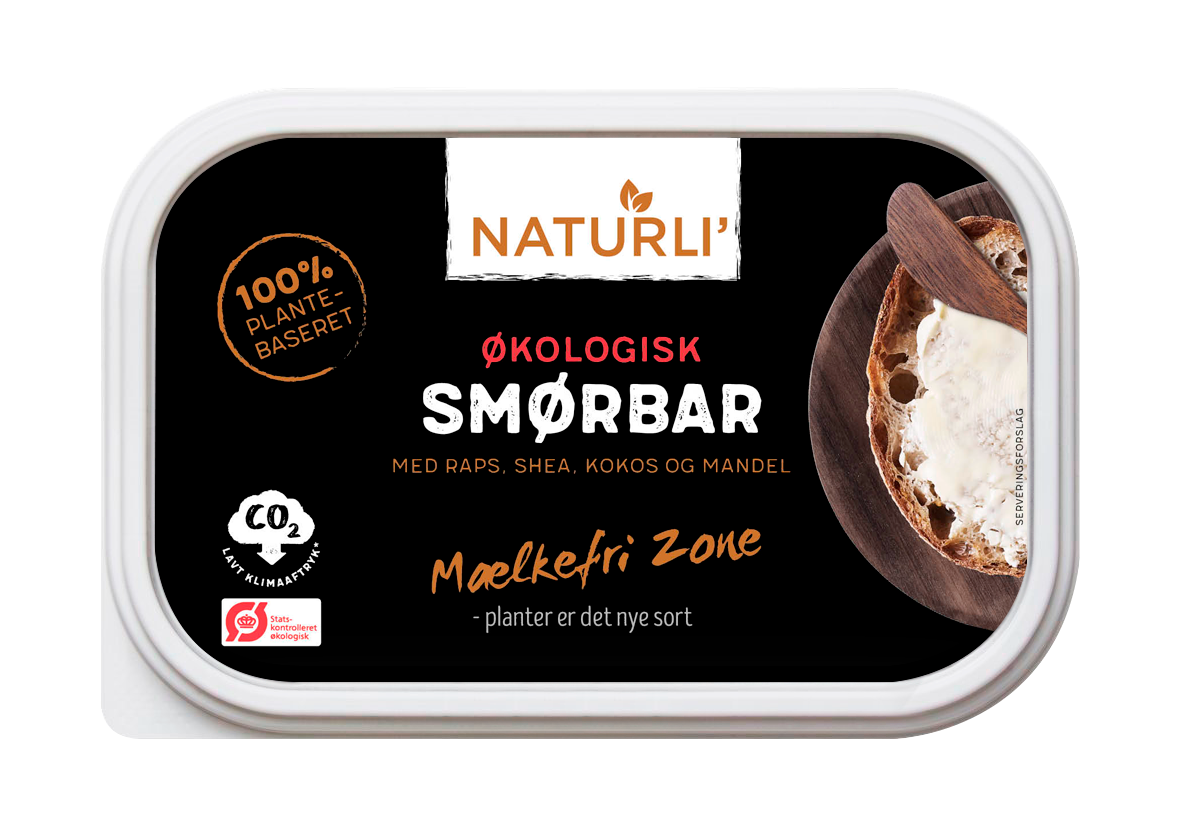 NATURLI'
100%
PLANTE-
BASERET
ØKOLOGISK
SMØRBAR
MED RAPS, SHEA, KOKOS OG MANDEL
SERVERINGSFORSLAG
CO2
LAVT KLIMAAFTRYK*
Mælkefri Zone
- planter er det nye sort
Ø
Stats-
kontrolleret
økologisk